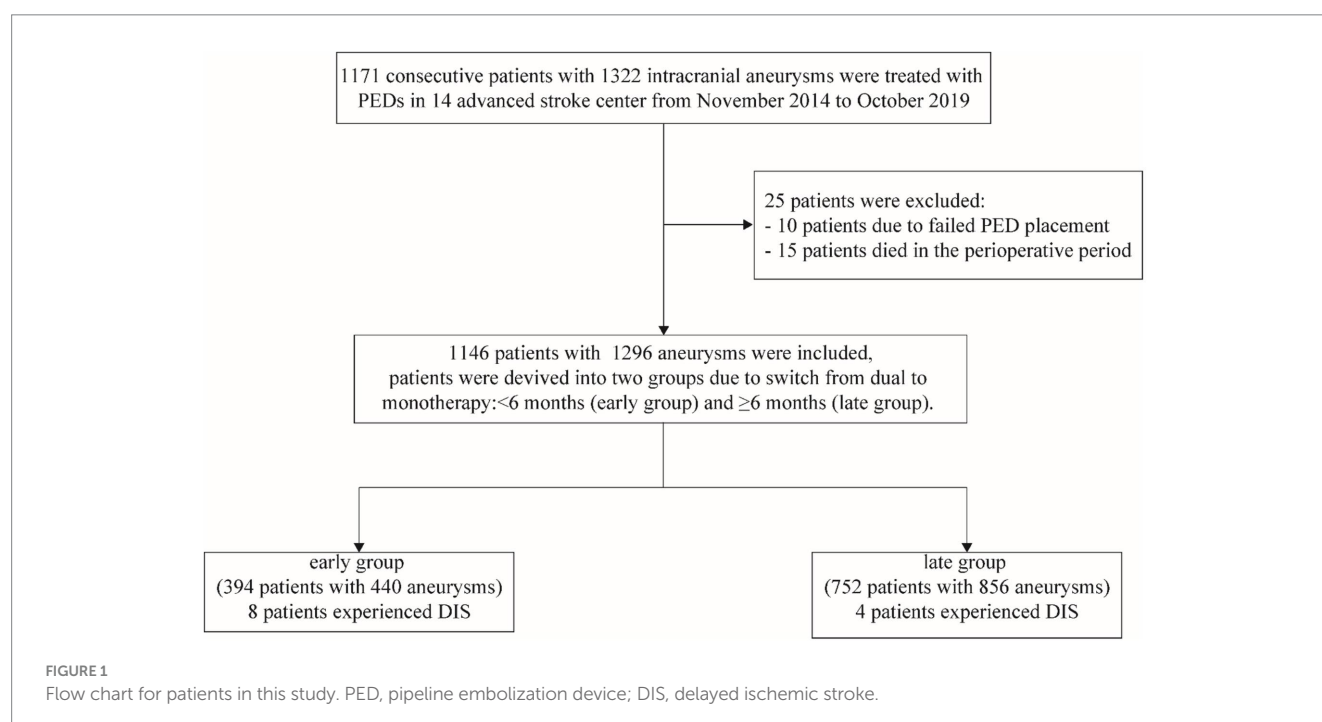 1171 consecutive patients with 1322 intracranial aneurysms were treated with
PEDs in 14 advanced stroke center from November 2014 to October 2019
25 patients were excluded:
- 10 patients due to failed PED placement
- 15 patients died in the perioperative period
1146 patients with 1296 aneurysms were included,
patients were devived into two groups due to switch from dual to
monotherapy:<6 months (early group) and ≥6 months (late group).
early group
(394 patients with 440 aneurysms)
8 patients experienced DIS
late group
(752 patients with 856 aneurysms)
4 patients experienced DIS
FIGURE 1
Flow chart for patients in this study. PED, pipeline embolization device; DIS, delayed ischemic stroke.